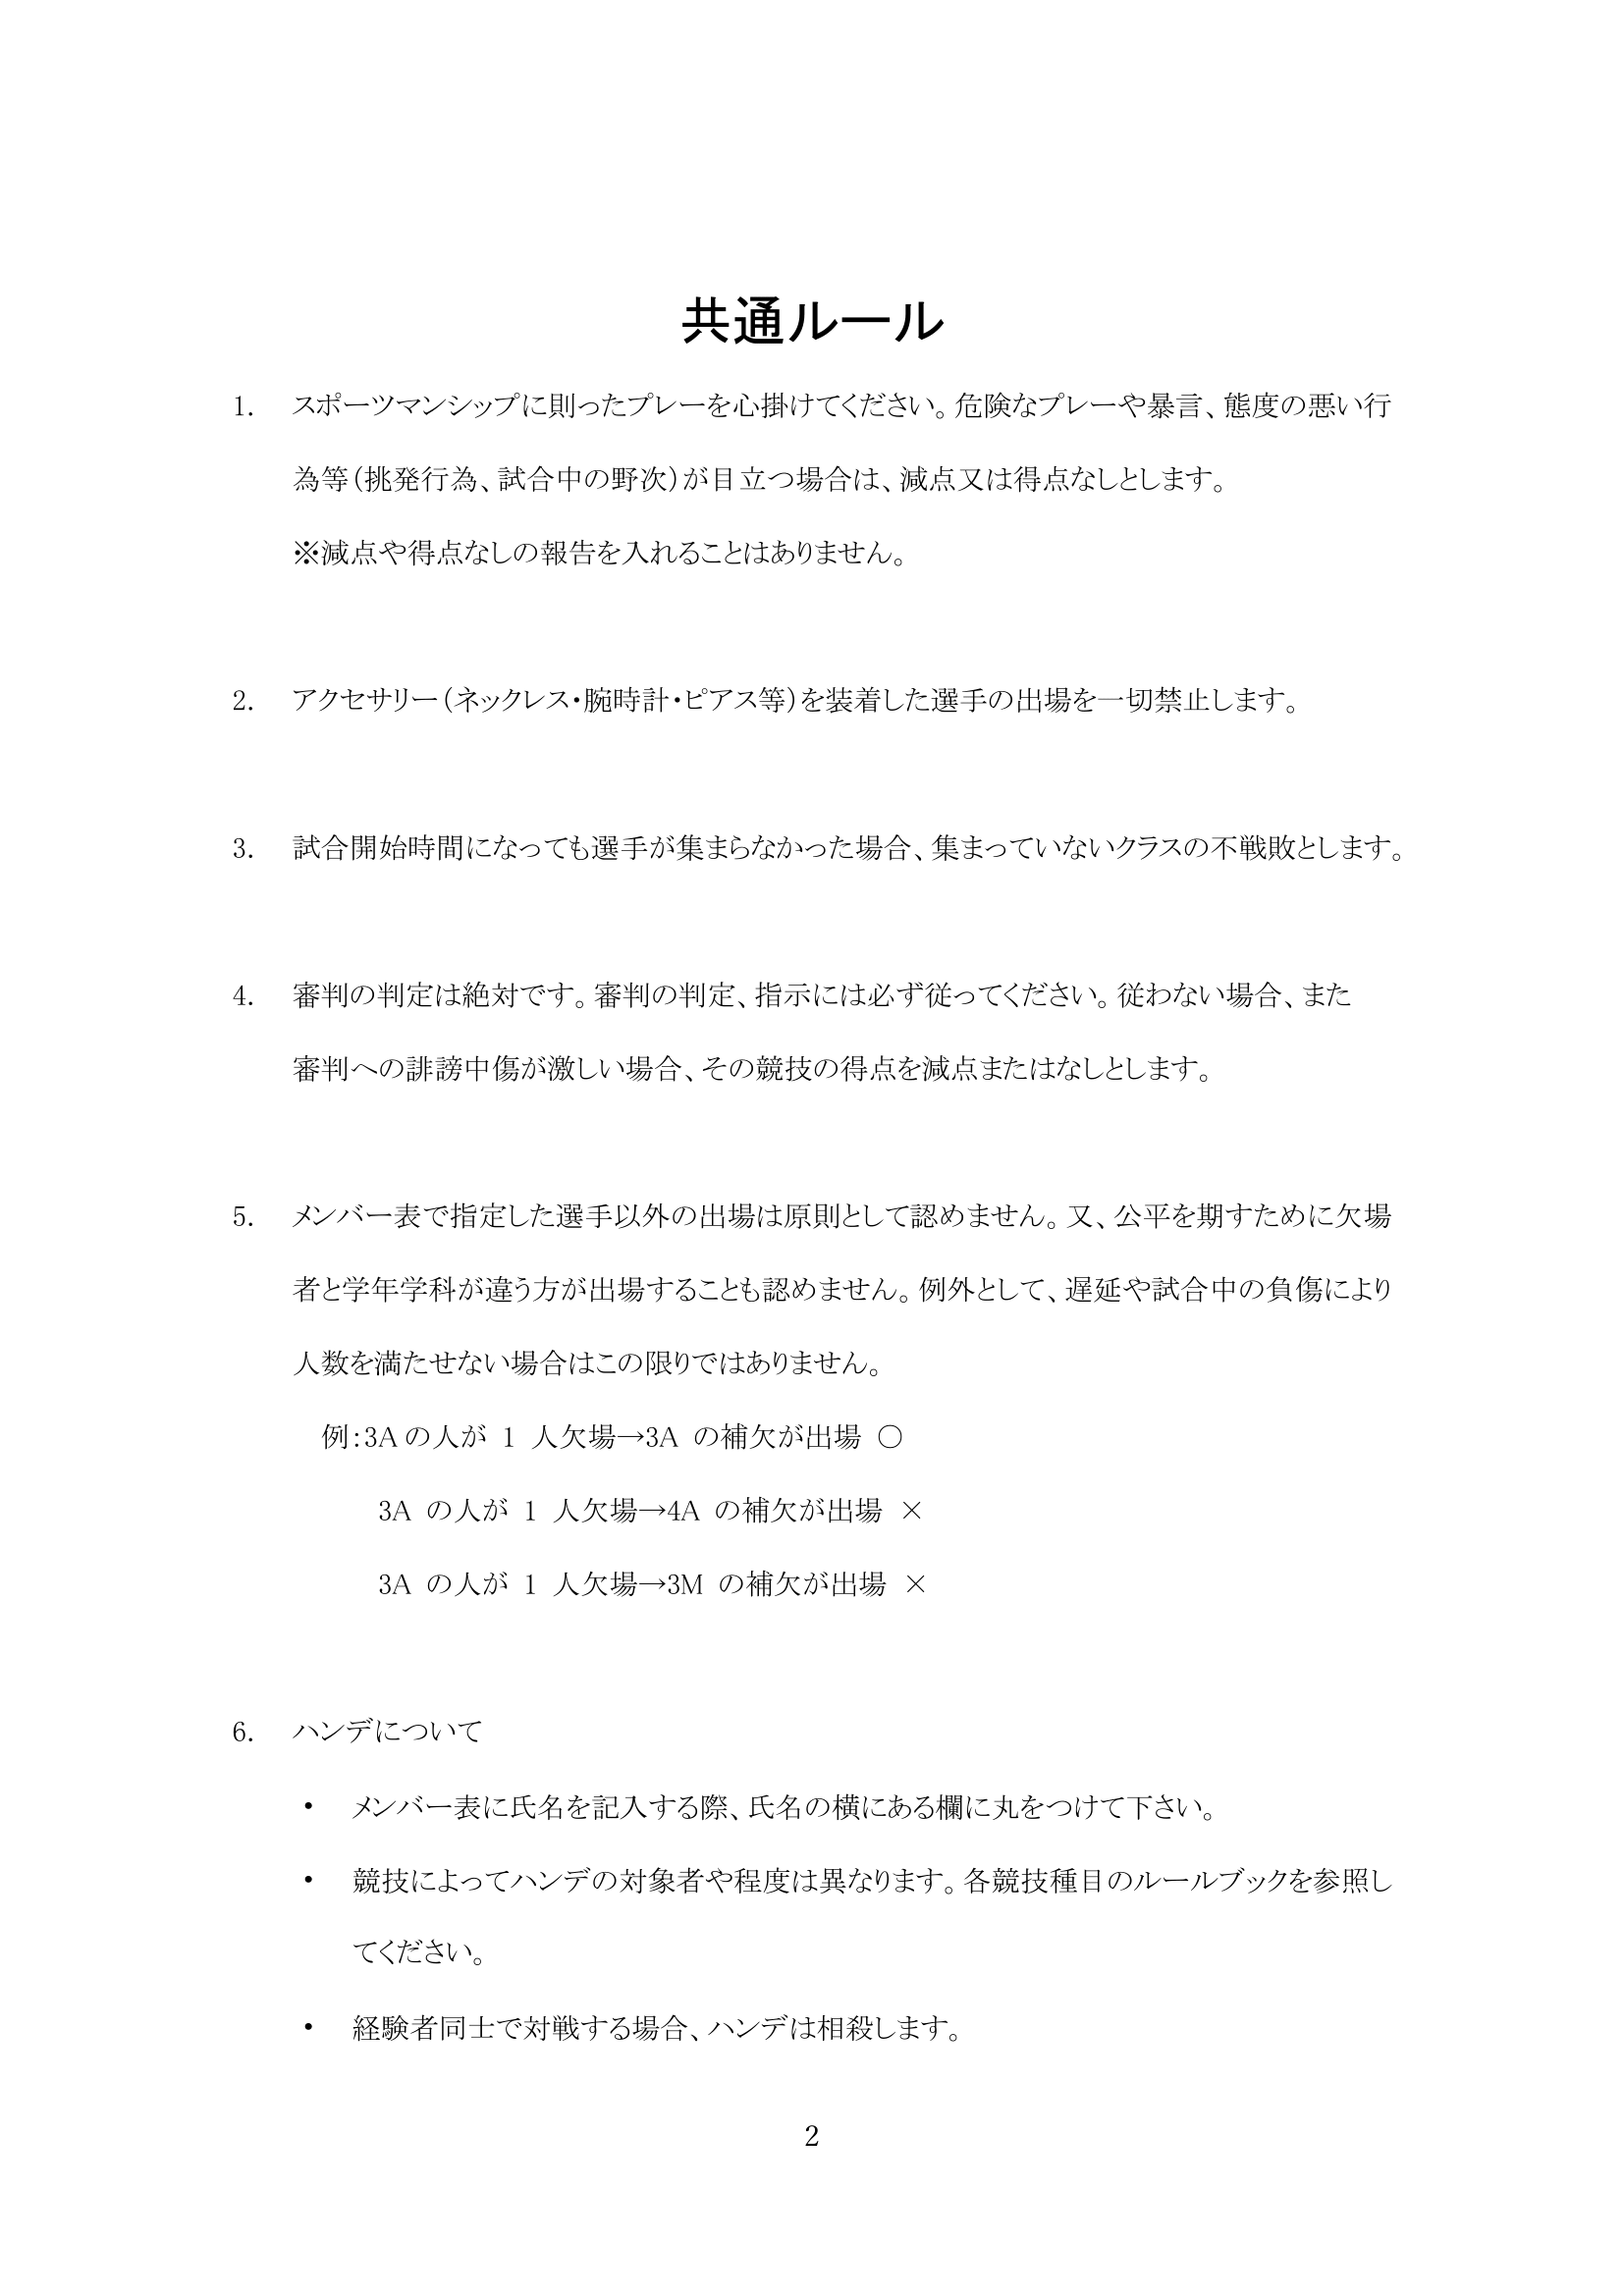 共通ルール
1. スポーツマンシップに則ったプレーを心掛けてください。危険なプレーや暴言、態度の悪い行
為等(挑発行為、試合中の野次)が目立つ場合は、減点又は得点なしとします。
※減点や得点なしの報告を入れることはありません。
2. アクセサリー(ネックレス・腕時計・ピアス等)を装着した選手の出場を一切禁止します。
3. 試合開始時間になっても選手が集まらなかった場合、集まっていないクラスの不戦敗とします。
4. 審判の判定は絶対です。審判の判定、指示には必ず従ってください。従わない場合、また
審判への誹謗中傷が激しい場合、その競技の得点を減点またはなしとします。
5. メンバー表で指定した選手以外の出場は原則として認めません。又、公平を期すために欠場
者と学年学科が違う方が出場することも認めません。例外として、遅延や試合中の負傷により
人数を満たせない場合はこの限りではありません。
例:3Aの人が 1 人欠場→3A の補欠が出場 ○
3A の人が 1 人欠場→4A の補欠が出場 ×
3A の人が 1 人欠場→3M の補欠が出場 ×
6. ハンデについて
・ メンバー表に氏名を記入する際、氏名の横にある欄に丸をつけて下さい。
・ 競技によってハンデの対象者や程度は異なります。各競技種目のルールブックを参照し
てください。
・ 経験者同士で対戦する場合、ハンデは相殺します。
2